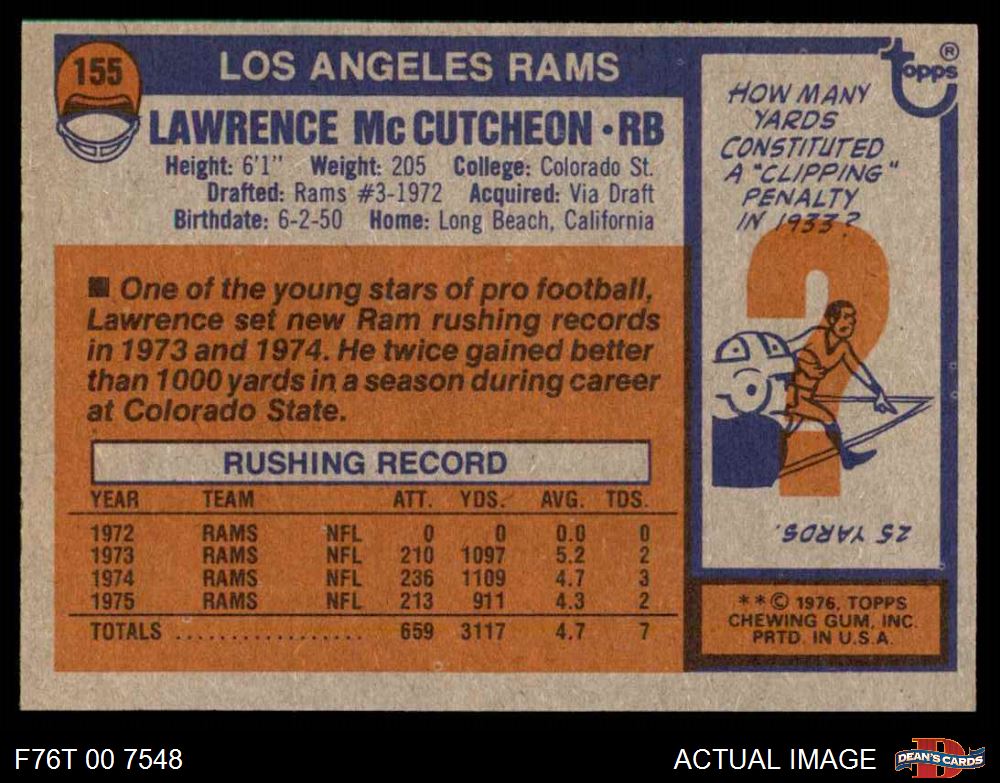 155
LOS ANGELES RAMS
LAWRENCE McCUTCHEON • RB
Height: 6'1" Weight: 205 College: Colorado St.
Drafted: Rams #3-1972 Acquired: Via Draft
Birthdate: 6-2-50 Home: Long Beach, California
■ One of the young stars of pro football,
Lawrence set new Ram rushing records
in 1973 and 1974. He twice gained better
than 1000 yards in a season during career
at Colorado State.
RUSHING RECORD
YEAR TEAM ATT. YDS. AVG. TDS.
1972 RAMS NFL 0 0 0.0 0
1973 RAMS NFL 210 1097 5.2 2
1974 RAMS NFL 236 1109 4.7 3
1975 RAMS NFL 213 911 4.3 2
TOTALS .................. 659 3117 4.7 7
topps®
HOW MANY
YARDS
CONSTITUTED
A "CLIPPING"
PENALTY
IN 1933?
25 YARDS.
**© 1976, TOPPS
CHEWING GUM, INC.
PRTD. IN U.S.A.
F76T 00 7548
ACTUAL IMAGE
D
DEAN'S CARDS